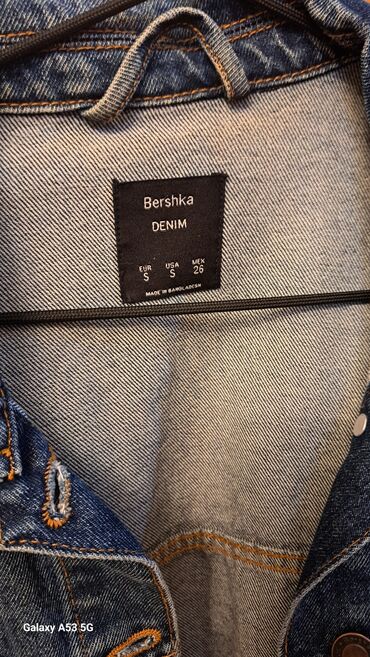 Bershka
DENIM
EUR USA MEX
S S 26
MADE IN BANGLADESH
Galaxy A53 5G